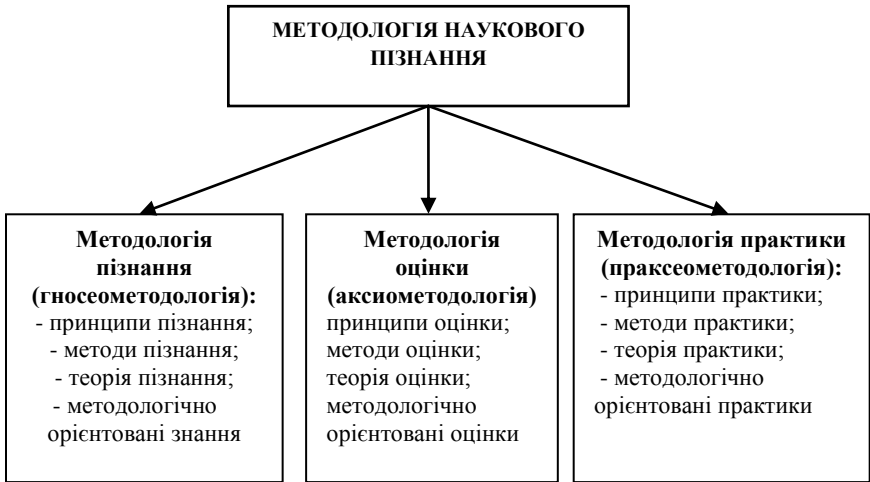 МЕТОДОЛОГІЯ НАУКОВОГО
ПІЗНАННЯ
Методологія
пізнання
(гносеометодологія):
- принципи пізнання;
- методи пізнання;
- теорія пізнання;
- методологічно
орієнтовані знання
Методологія
оцінки
(аксиометодологія)
принципи оцінки;
методи оцінки;
теорія оцінки;
методологічно
орієнтовані оцінки
Методологія практики
(праксеометодологія):
- принципи практики;
- методи практики;
- теорія практики;
- методологічно
орієнтовані практики